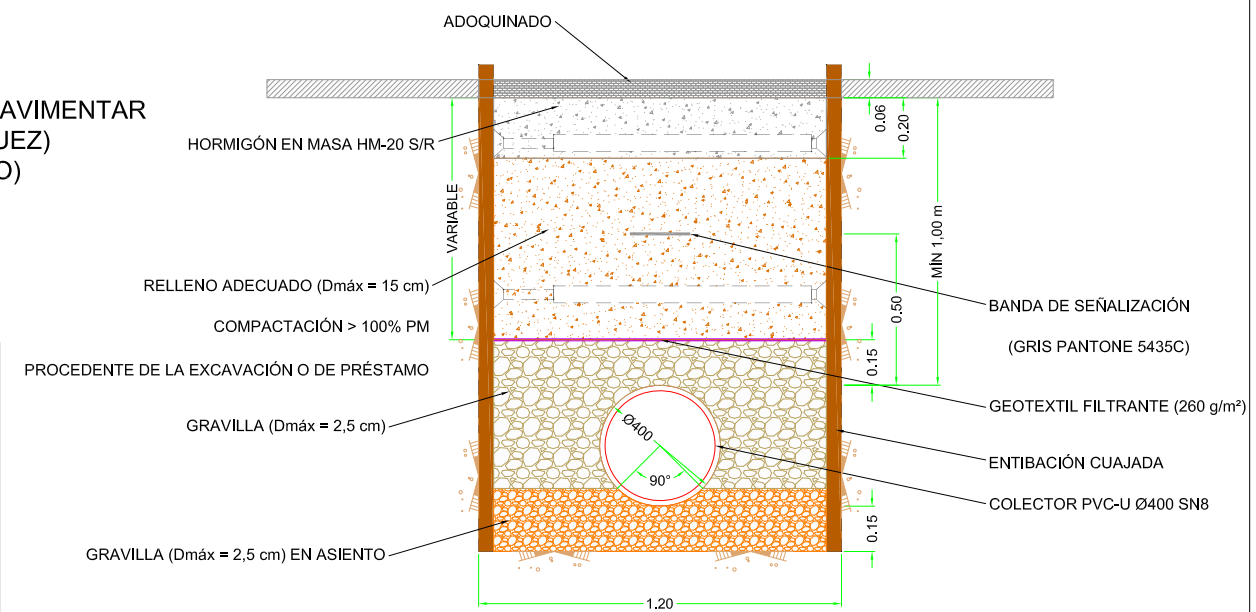 ADOQUINADO
AVIMENTAR
UEZ)
O)
HORMIGÓN EN MASA HM-20 S/R
0.06
0.20
VARIABLE
MÍN 1,00 m
RELLENO ADECUADO (Dmáx = 15 cm)
COMPACTACIÓN > 100% PM
PROCEDENTE DE LA EXCAVACIÓN O DE PRÉSTAMO
0.50
BANDA DE SEÑALIZACIÓN
(GRIS PANTONE 5435C)
0.15
GEOTEXTIL FILTRANTE (260 g/m²)
GRAVILLA (Dmáx = 2,5 cm)
Ø400
90°
ENTIBACIÓN CUAJADA
COLECTOR PVC-U Ø400 SN8
0.15
GRAVILLA (Dmáx = 2,5 cm) EN ASIENTO
1.20